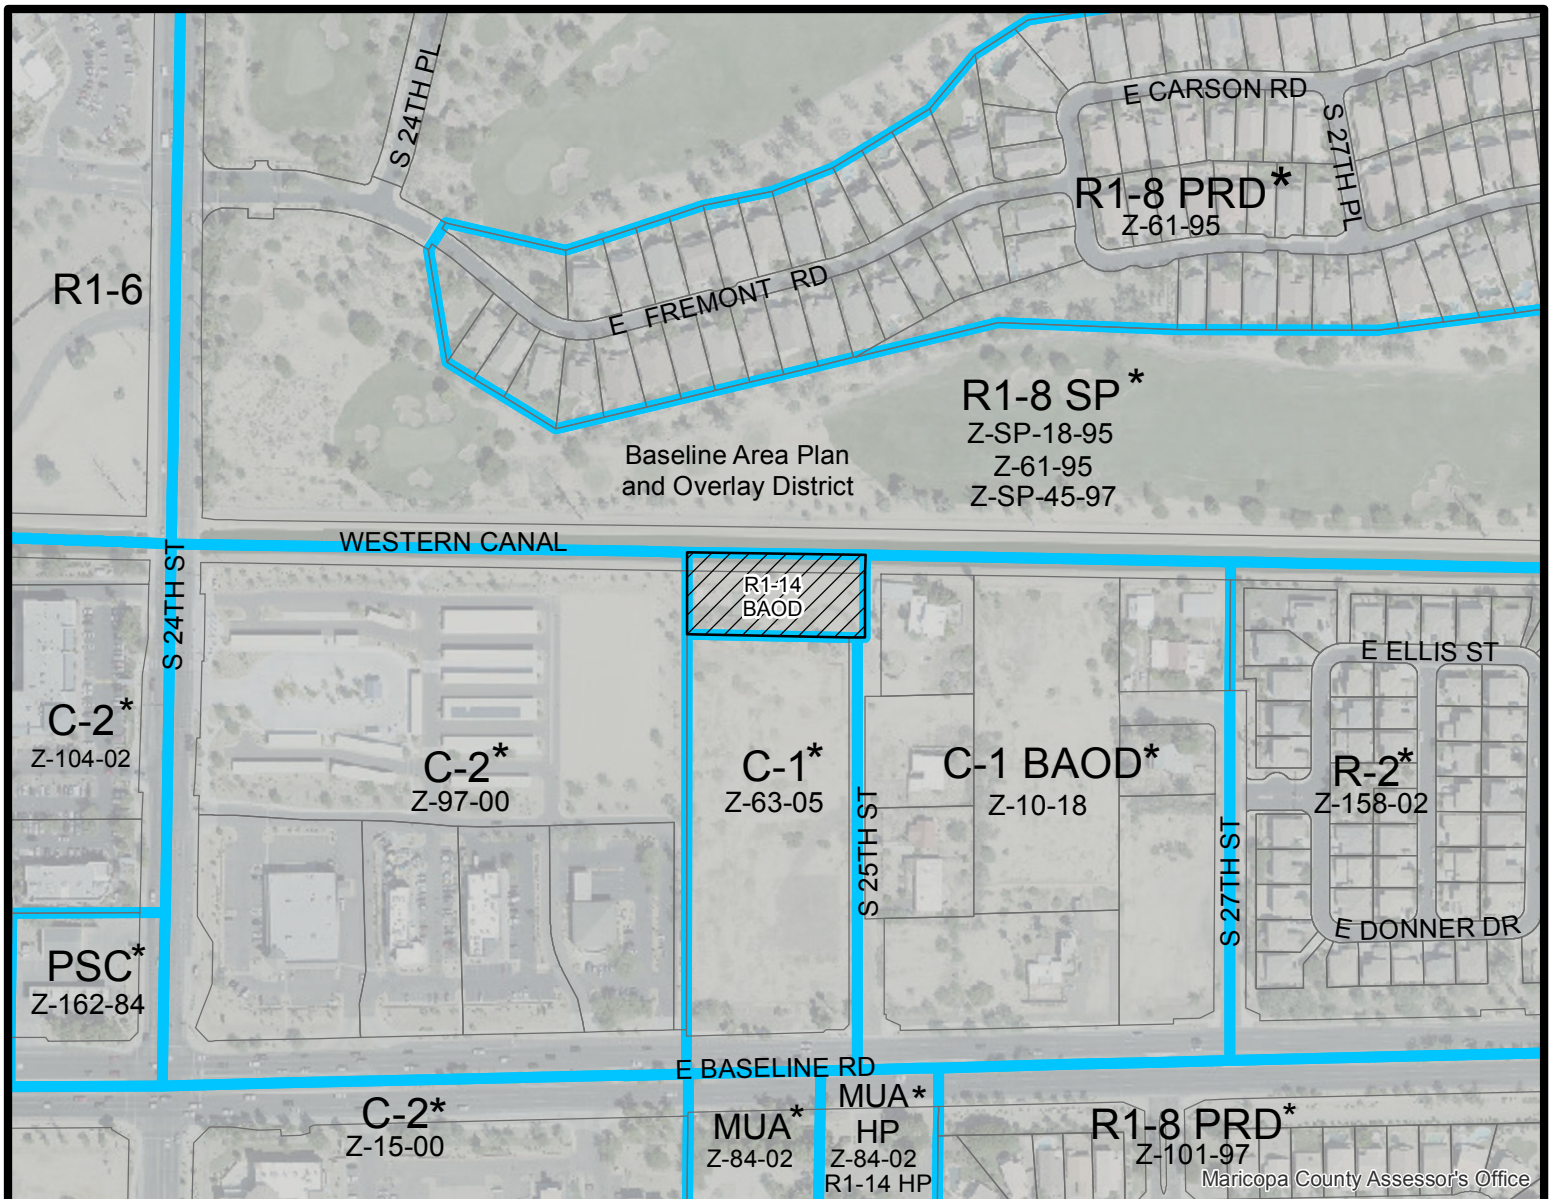 S 24TH PL
E CARSON RD
S 27TH Pl
R1-8 PRD*
Z-61-95
R1-6
E FREMONT RD
R1-8 SP *
Z-SP-18-95
Z-61-95
Z-SP-45-97
Baseline Area Plan
and Overlay District
WESTERN CANAL
S 24TH ST
R1-14
BAOD
E ELLIS ST
C-2*
Z-104-02
C-2*
Z-97-00
C-1*
Z-63-05
S 25TH ST
C-1 BAOD*
Z-10-18
S 27TH ST
R-2*
Z-158-02
E DONNER DR
PSC*
Z-162-84
E BASELINE RD
C-2*
Z-15-00
MUA*
Z-84-02
MUA*
HP
Z-84-02
R1-14 HP
R1-8 PRD*
Z-101-97
Maricopa County Assessor's Office